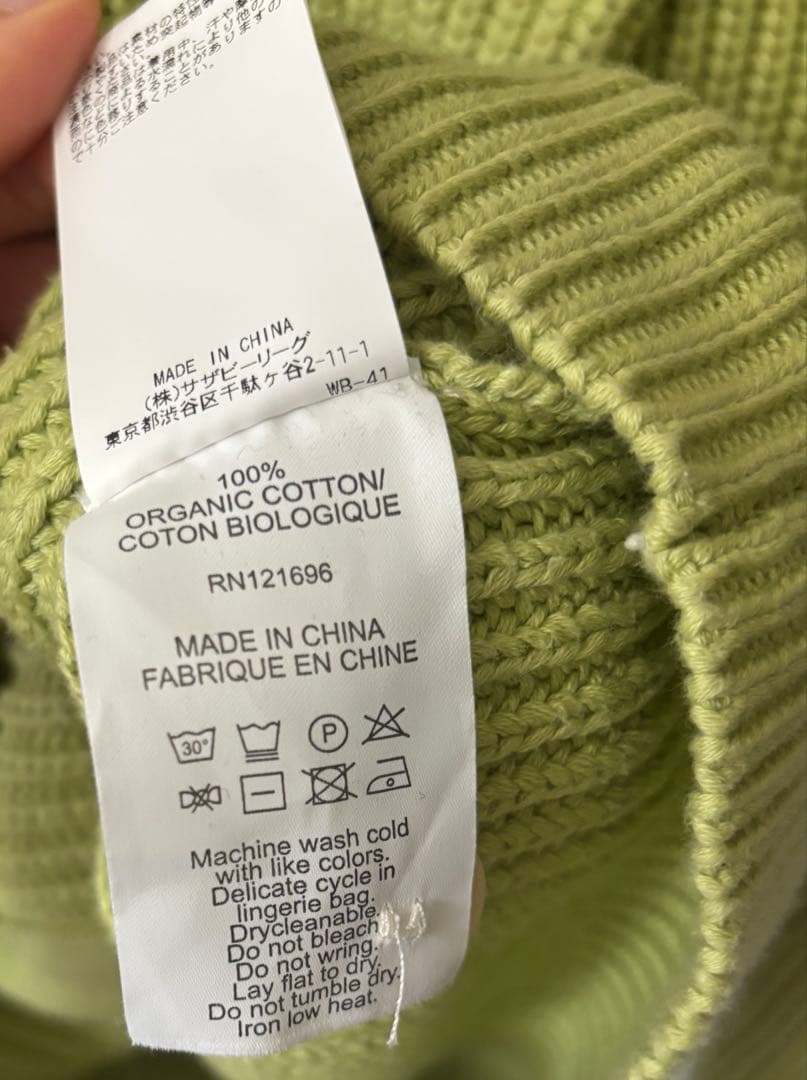 MADE IN CHINA
(株)サザビーリーグ
東京都渋谷区千駄ヶ谷2-11-1
WB-41
100%
ORGANIC COTTON/
COTON BIOLOGIQUE
RN121696
MADE IN CHINA
FABRIQUE EN CHINE
30°
P
Machine wash cold
with like colors.
Delicate cycle in
lingerie bag.
Drycleanable.
Do not bleach.
Do not wring.
Lay flat to dry.
Do not tumble dry.
Iron low heat.